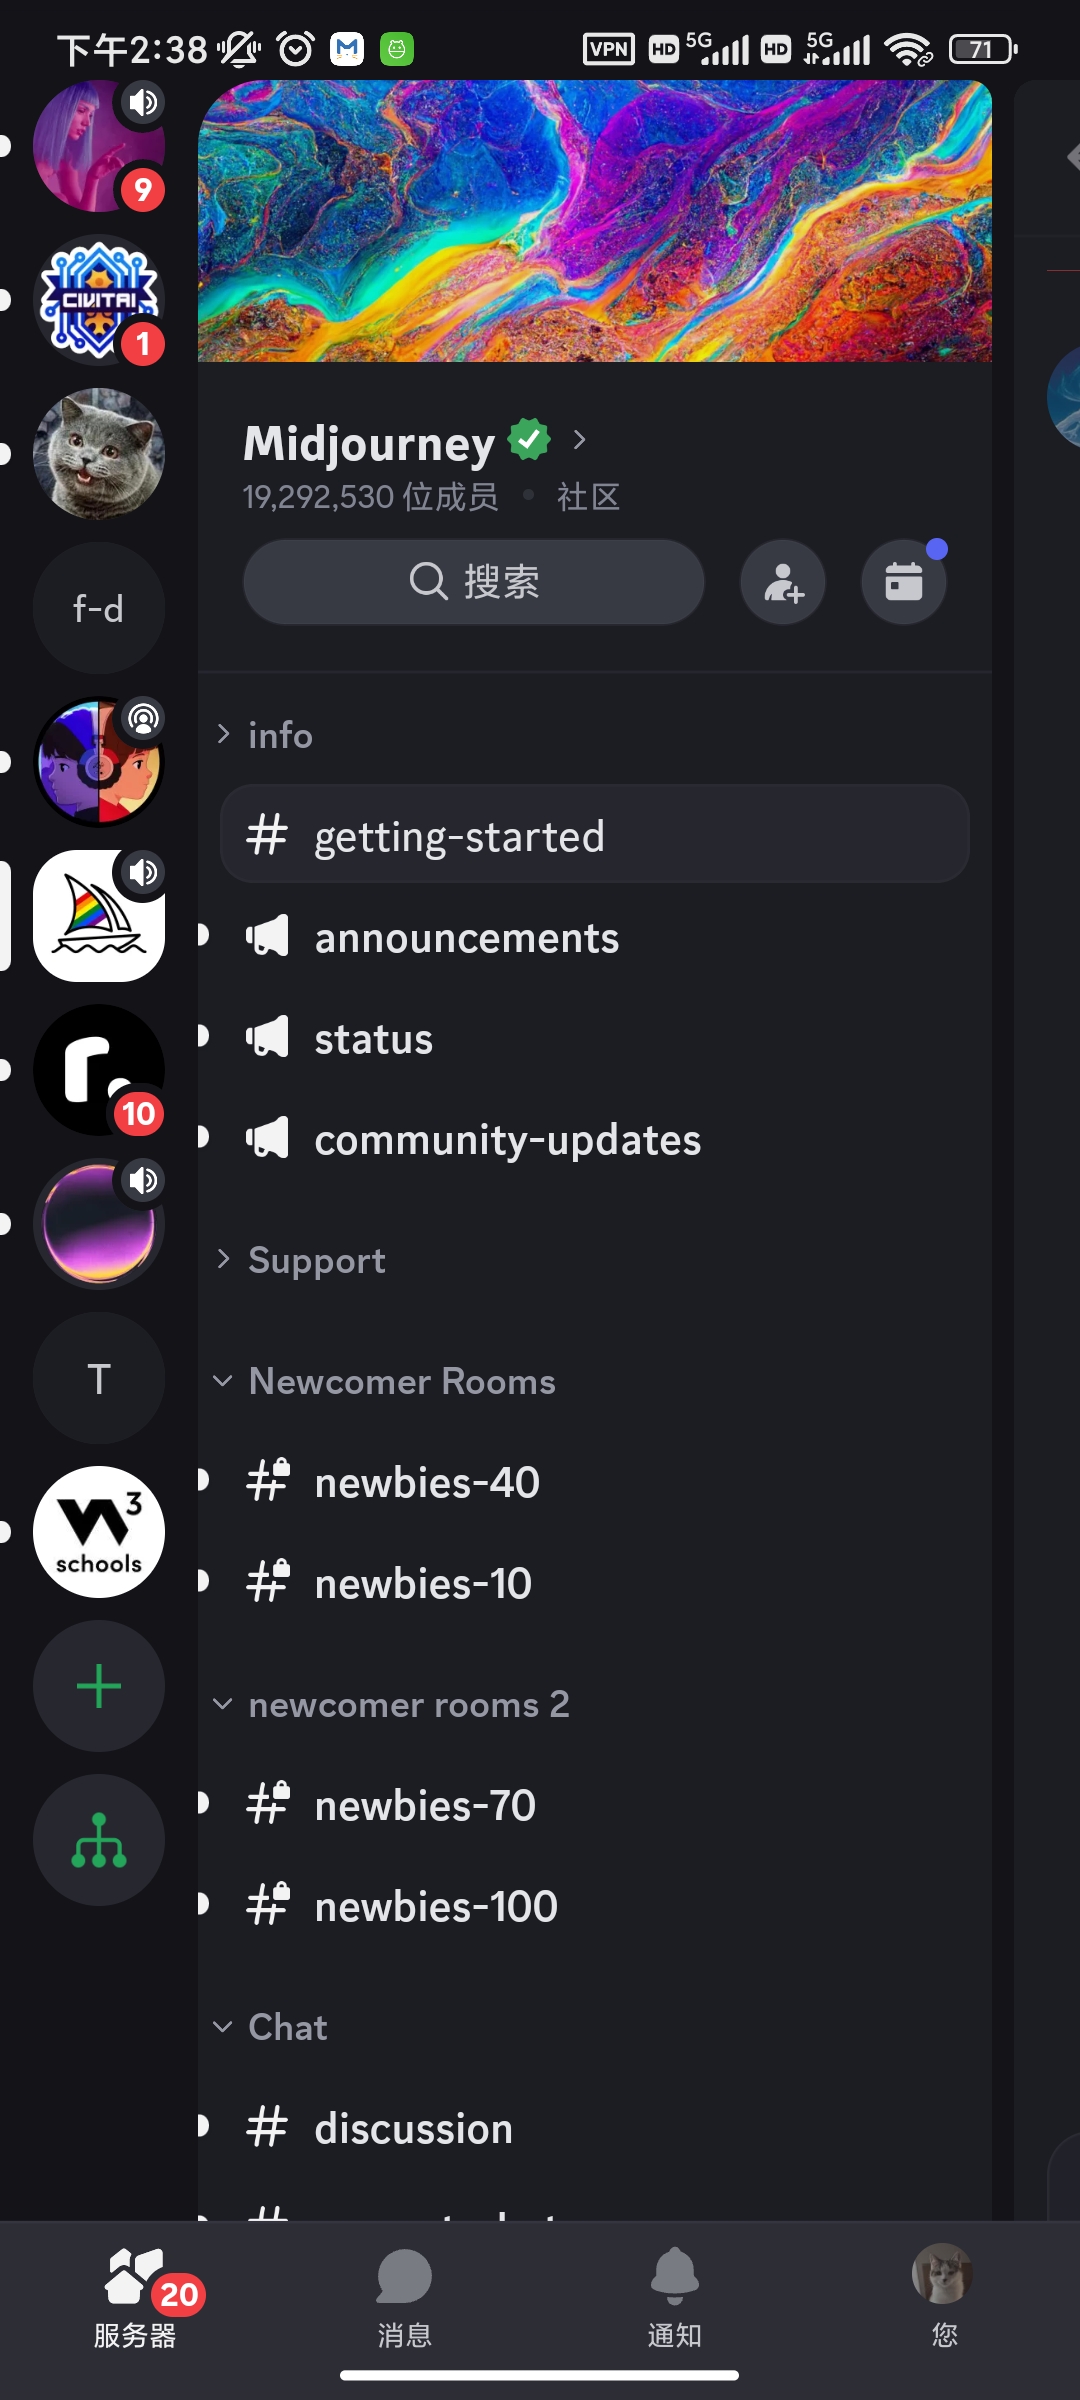 下午2:38
VPN HD 5G HD 5G 71
9
CIVITAI
1
f-d
10
T
W3
schools
Midjourney
19,292,530 位成员 • 社区
搜索
info
getting-started
announcements
status
community-updates
Support
Newcomer Rooms
newbies-40
newbies-10
newcomer rooms 2
newbies-70
newbies-100
Chat
discussion
20
服务器
消息
通知
您